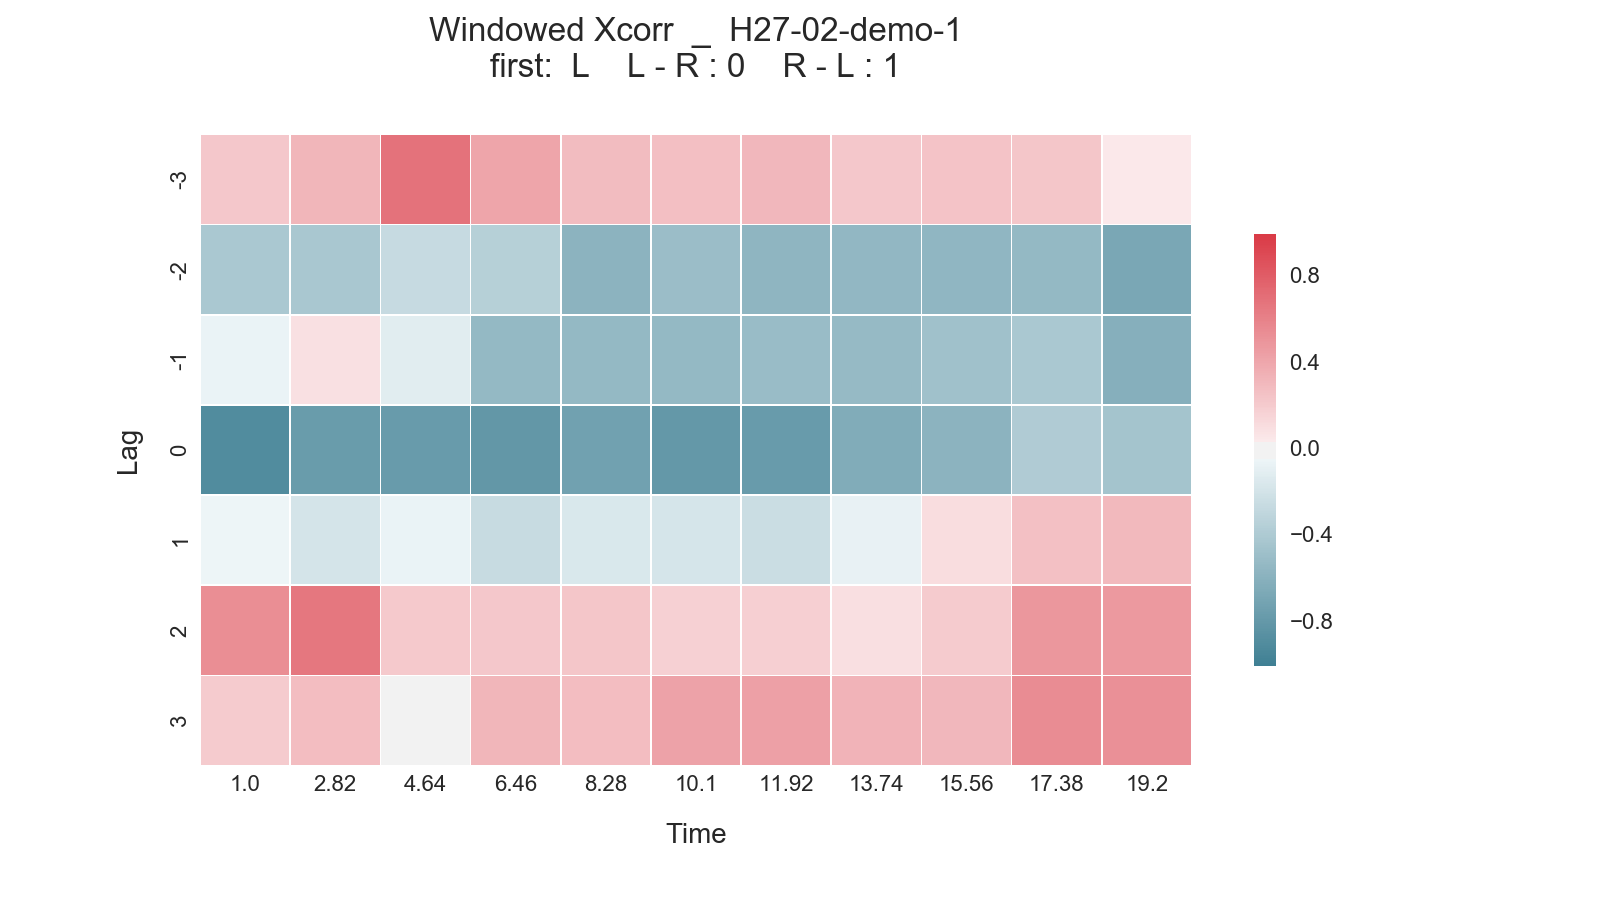 Windowed Xcorr _ H27-02-demo-1
first: L L - R : 0 R - L : 1
-3
-2
-1
0
1
2
3
Lag
1.0 2.82 4.64 6.46 8.28 10.1 11.92 13.74 15.56 17.38 19.2
Time
0.8
0.4
0.0
−0.4
−0.8